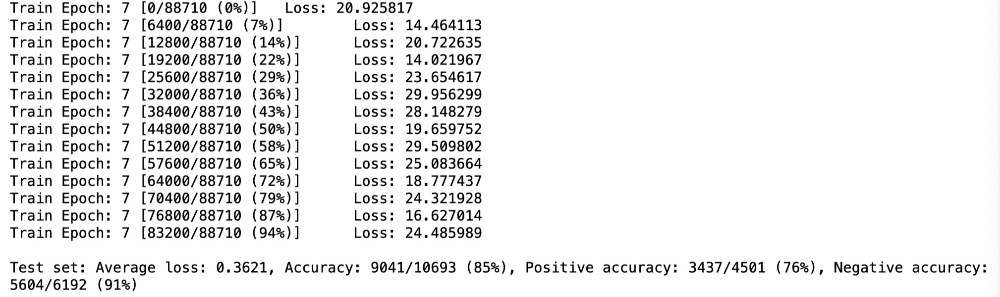 Train Epoch: 7 [0/88710 (0%)]	Loss: 20.925817
Train Epoch: 7 [6400/88710 (7%)]	Loss: 14.464113
Train Epoch: 7 [12800/88710 (14%)]	Loss: 20.722635
Train Epoch: 7 [19200/88710 (22%)]	Loss: 14.021967
Train Epoch: 7 [25600/88710 (29%)]	Loss: 23.654617
Train Epoch: 7 [32000/88710 (36%)]	Loss: 29.956299
Train Epoch: 7 [38400/88710 (43%)]	Loss: 28.148279
Train Epoch: 7 [44800/88710 (50%)]	Loss: 19.659752
Train Epoch: 7 [51200/88710 (58%)]	Loss: 29.509802
Train Epoch: 7 [57600/88710 (65%)]	Loss: 25.083664
Train Epoch: 7 [64000/88710 (72%)]	Loss: 18.777437
Train Epoch: 7 [70400/88710 (79%)]	Loss: 24.321928
Train Epoch: 7 [76800/88710 (87%)]	Loss: 16.627014
Train Epoch: 7 [83200/88710 (94%)]	Loss: 24.485989
Test set: Average loss: 0.3621, Accuracy: 9041/10693 (85%), Positive accuracy: 3437/4501 (76%), Negative accuracy:
5604/6192 (91%)